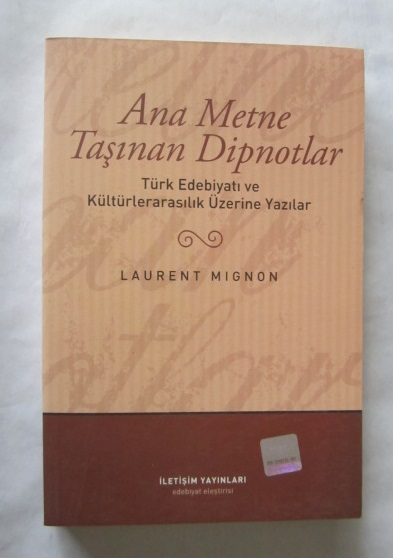 Ana Metne
Taşınan Dipnotlar
Türk Edebiyatı ve
Kültürlerarasılık Üzerine Yazılar
LAURENT MIGNON
İLETİŞİM YAYINLARI
edebiyat eleştirisi